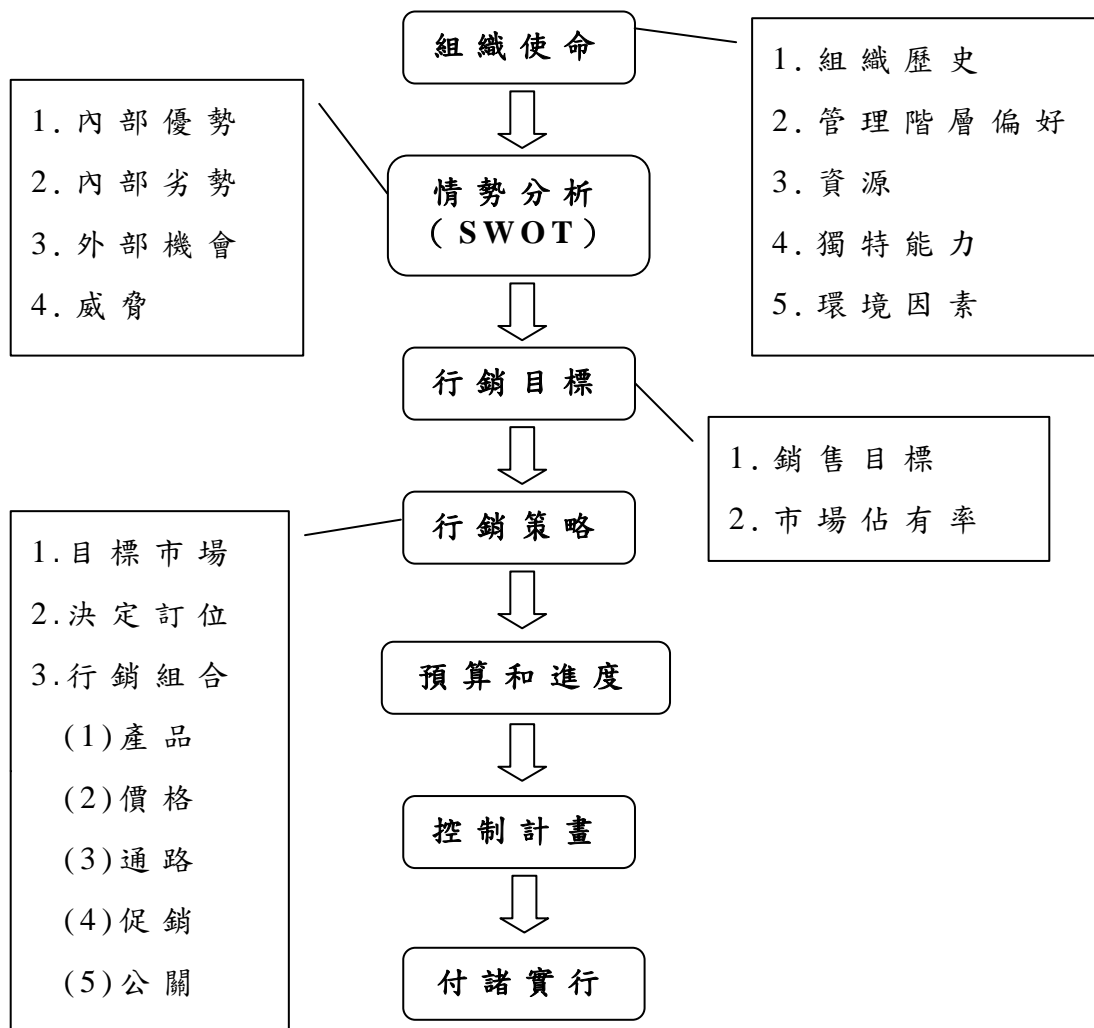 組織使命
1. 組織歷史
2. 管理階層偏好
3. 資源
4. 獨特能力
5. 環境因素
1. 內部優勢
2. 內部劣勢
3. 外部機會
4. 威脅
情勢分析
(SWOT)
行銷目標
1. 銷售目標
2. 市場佔有率
行銷策略
1.目標市場
2.決定訂位
3.行銷組合
(1)產品
(2)價格
(3)通路
(4)促銷
(5)公關
預算和進度
控制計畫
付諸實行